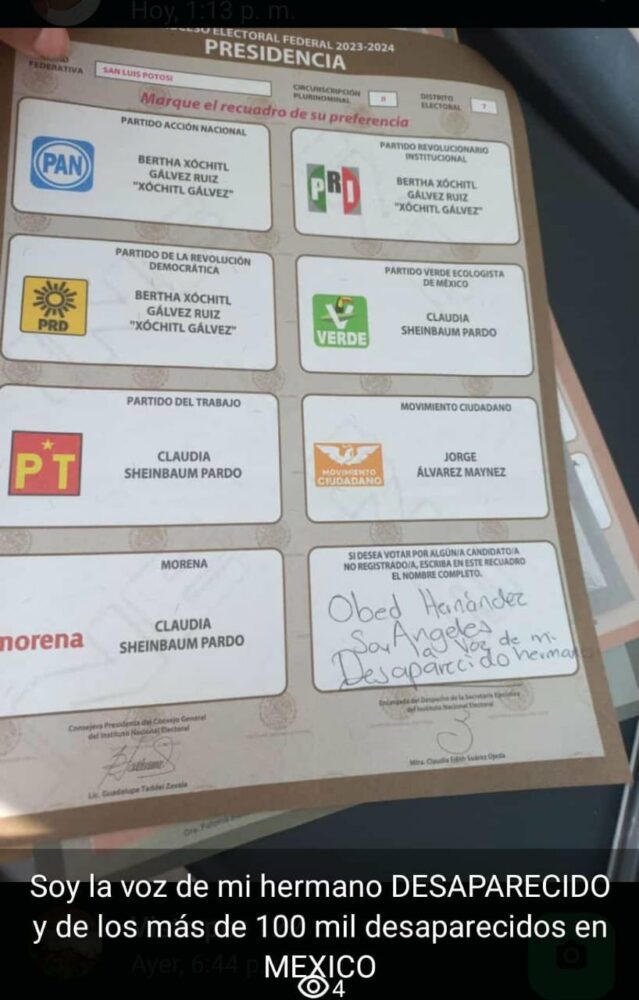 Hoy, 1:13 p. m.
ELECTORAL FEDERAL 2023-2024
PRESIDENCIA
FEDERATIVA
SAN LUIS POTOSI
CIRCUNSCRIPCIÓN
PLURINOMINAL
II
DISTRITO
ELECTORAL
7
Marque el recuadro de su preferencia
PARTIDO ACCIÓN NACIONAL
PAN
BERTHA XÓCHITL
GÁLVEZ RUIZ
"XÓCHITL GÁLVEZ"
PARTIDO REVOLUCIONARIO
INSTITUCIONAL
PRI
BERTHA XÓCHITL
GÁLVEZ RUIZ
"XÓCHITL GÁLVEZ"
PARTIDO DE LA REVOLUCIÓN
DEMOCRÁTICA
PRD
BERTHA XÓCHITL
GÁLVEZ RUIZ
"XÓCHITL GÁLVEZ"
PARTIDO VERDE ECOLOGISTA
DE MÉXICO
VERDE
CLAUDIA
SHEINBAUM PARDO
PARTIDO DEL TRABAJO
PT
CLAUDIA
SHEINBAUM PARDO
MOVIMIENTO CIUDADANO
MOVIMIENTO
CIUDADANO
JORGE
ÁLVAREZ MAYNEZ
MORENA
morena
CLAUDIA
SHEINBAUM PARDO
SI DESEA VOTAR POR ALGÚN/A CANDIDATO/A
NO REGISTRADO/A, ESCRIBA EN ESTE RECUADRO
EL NOMBRE COMPLETO.
Obed Hernández
Angeles
Soy la Voz de mi
Desaparecido hermano
Consejera Presidenta del Consejo General
del Instituto Nacional Electoral
Lic. Guadalupe Taddei Zavala
Encargada del Despacho de la Secretaría Ejecutiva
del Instituto Nacional Electoral
Mtra. Claudia Edith Suárez Ojeda
Soy la voz de mi hermano DESAPARECIDO
y de los más de 100 mil desaparecidos en
MEXICO
4
Ayer, 6:44 p.